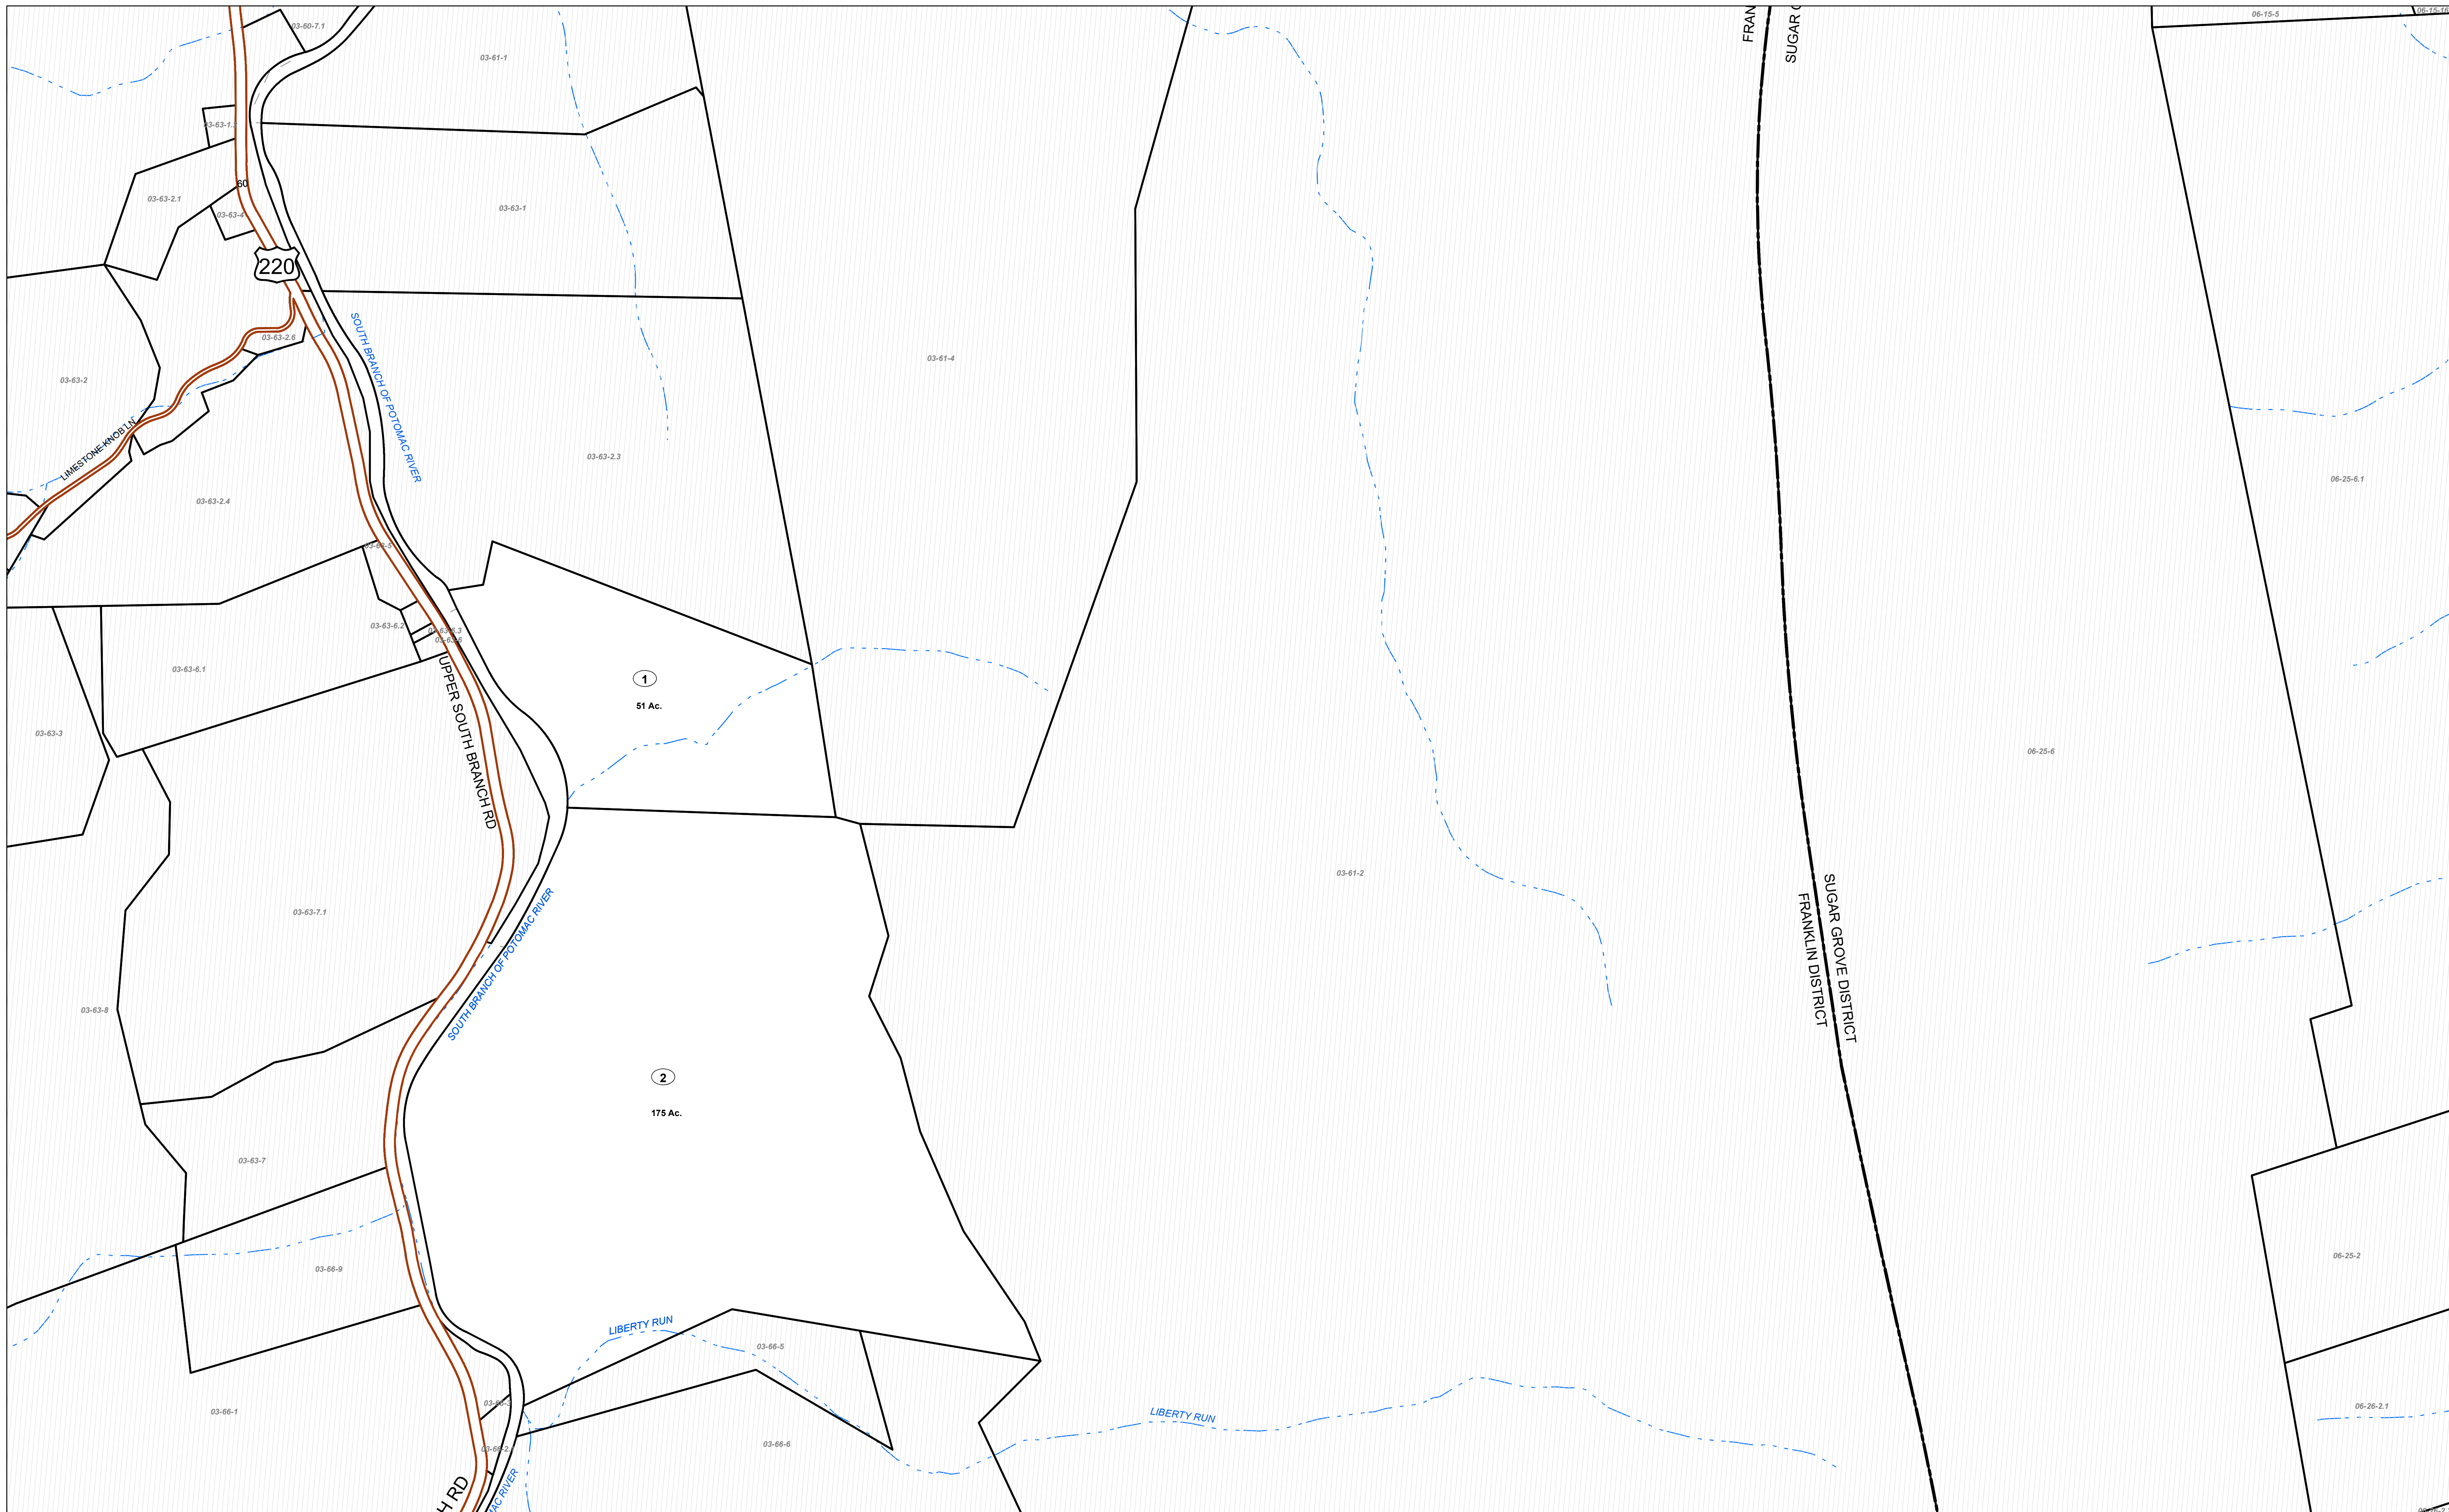 03-60-7.1
FRAN
SUGAR
06-15-5
03-61-1
60
03-63-2.1
03-63-4
03-63-1
220
03-63-2.6
SOUTH BRANCH OF POTOMAC RIVER
03-61-4
03-63-2
LIMESTONE KNOB LN
03-63-2.3
03-63-2.4
06-25-6.1
03-63-6.2
03-63-6.1
UPPER SOUTH BRANCH RD
1
51 Ac.
03-63-3
06-25-6
03-61-2
03-63-7.1
SOUTH BRANCH OF POTOMAC RIVER
SUGAR GROVE DISTRICT
FRANKLIN DISTRICT
03-63-8
2
175 Ac.
03-63-7
03-66-9
06-25-2
LIBERTY RUN
03-66-5
03-66-1
LIBERTY RUN
06-26-2.1
03-66-6
H RD
AC RIVER